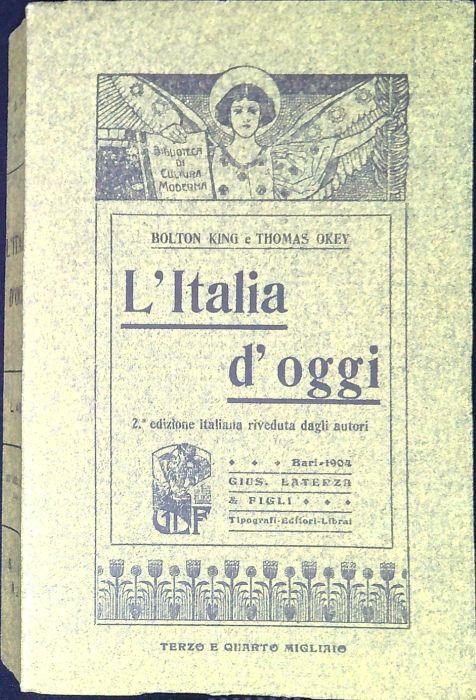 BIBLIOTECA
DI
CULTURA
MODERNA
BOLTON KING e THOMAS OKEY
L'Italia
d'oggi
2.ª edizione italiana riveduta dagli autori
Bari-1904
GIUS. LATERZA
& FIGLI
Tipografi-Editori-Librai
GLF
TERZO E QUARTO MIGLIAIO